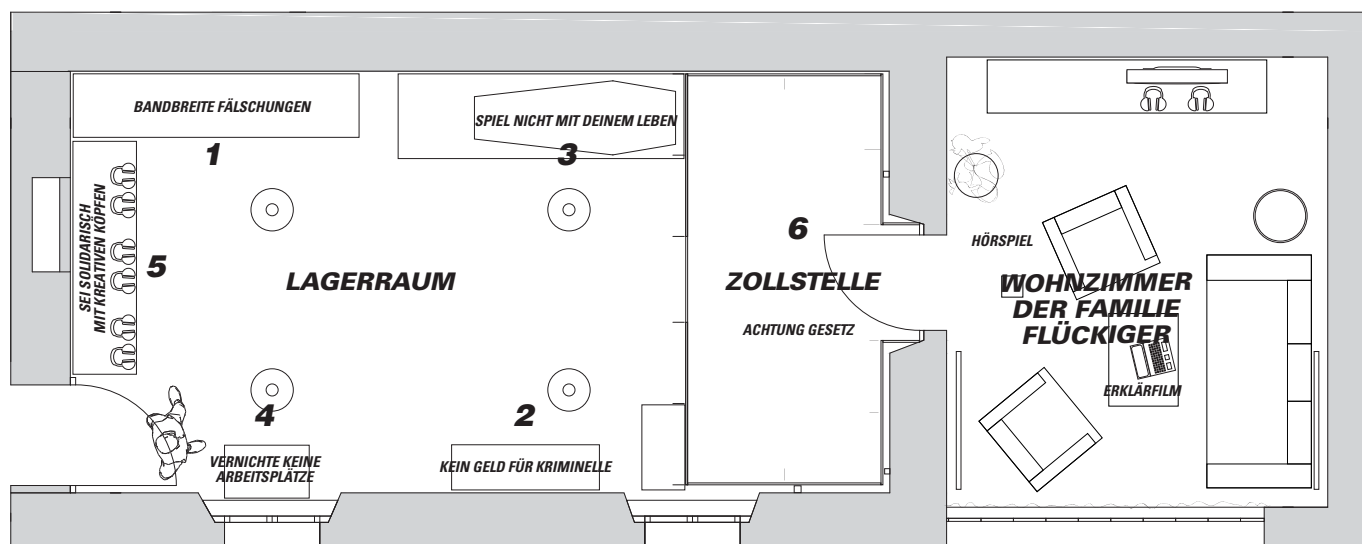 BANDBREITE FÄLSCHUNGEN
1
SPIEL NICHT MIT DEINEM LEBEN
3
SEI SOLIDARISCH
MIT KREATIVEN KÖPFEN
5
LAGERRAUM
4
VERNICHTE KEINE
ARBEITSPLÄTZE
2
KEIN GELD FÜR KRIMINELLE
6
ZOLLSTELLE
ACHTUNG GESETZ
HÖRSPIEL
WOHNZIMMER
DER FAMILIE
FLÜCKIGER
ERKLÄRFILM